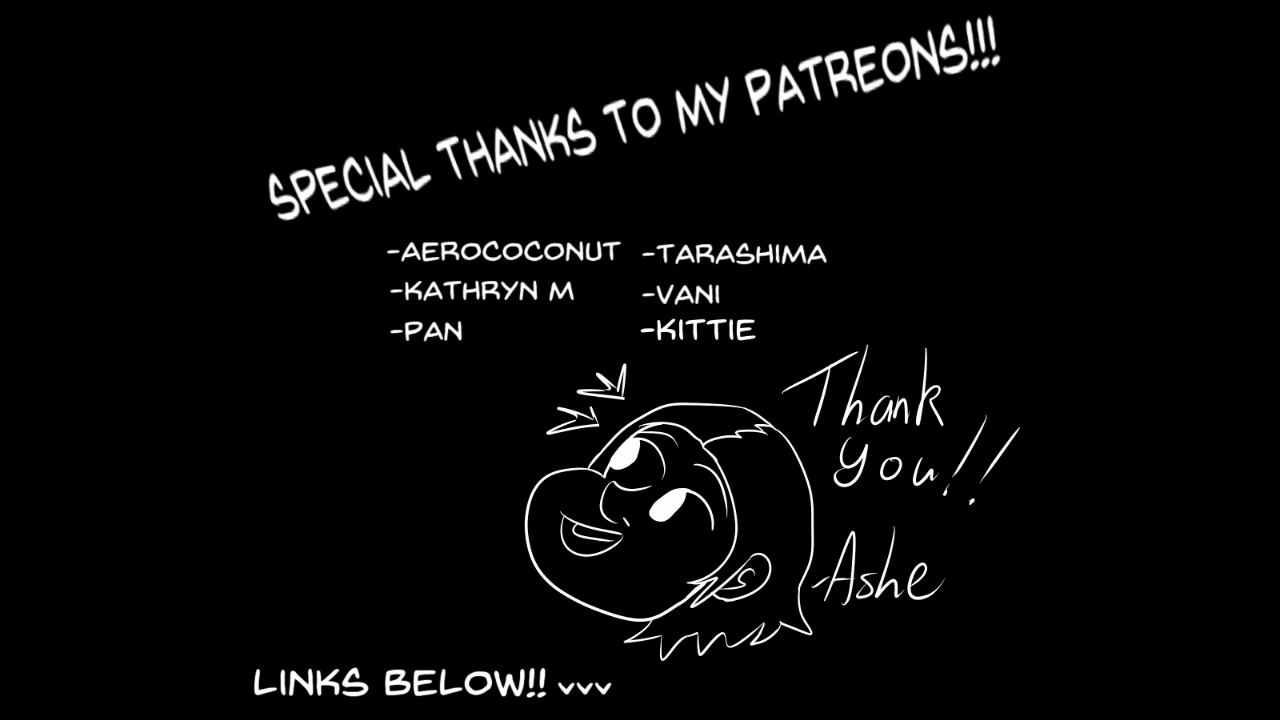 SPECIAL THANKS TO MY PATREONS!!!
-AEROCOCONUT
-KATHRYN M
-PAN
-TARASHIMA
-VANI
-KITTIE
Thank
you!!
-Ashe
LINKS BELOW!! vvv